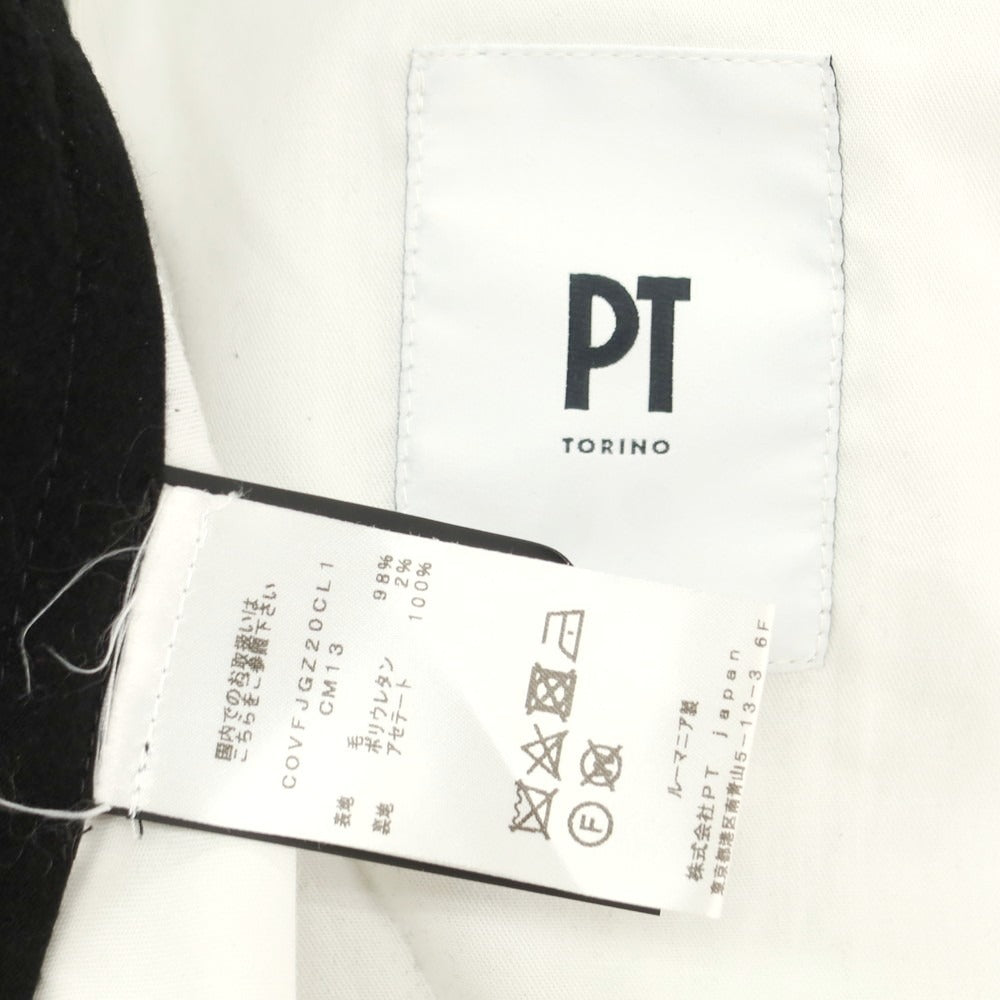 PT
TORINO
国内でのお取扱いは
こちらをご参照下さい
COVFJGZ20CL1
CM13
表地 毛 98%
ポリウレタン 2%
裏地 アセテート 100%
F
ルーマニア製
株式会社PT japan
東京都港区南青山5-13-3 6F